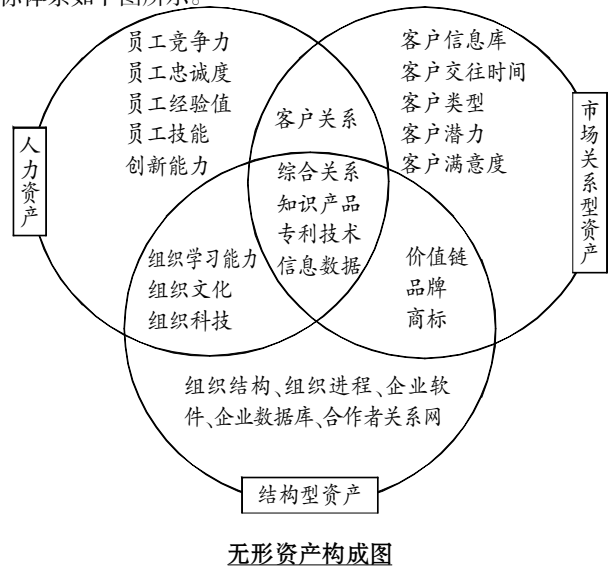 标体系如下图所示。
员工竞争力
员工忠诚度
员工经验值
员工技能
创新能力
客户信息库
客户交往时间
客户类型
客户潜力
客户满意度
客户关系
人力资产
市场关系型资产
综合关系
知识产品
专利技术
信息数据
组织学习能力
组织文化
组织科技
价值链
品牌
商标
组织结构、组织进程、企业软
件、企业数据库、合作者关系网
结构型资产
无形资产构成图